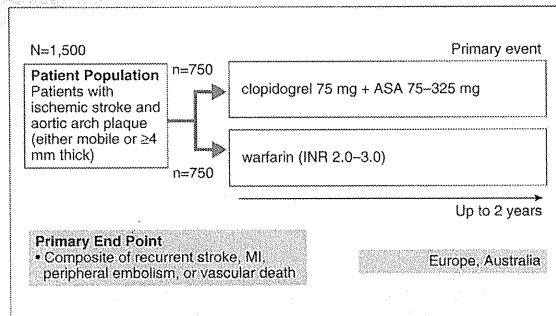 N=1,500
Primary event
Patient Population
Patients with
ischemic stroke and
aortic arch plaque
(either mobile or ≥4
mm thick)
n=750
clopidogrel 75 mg + ASA 75–325 mg
n=750
warfarin (INR 2.0–3.0)
Up to 2 years
Primary End Point
• Composite of recurrent stroke, MI,
peripheral embolism, or vascular death
Europe, Australia